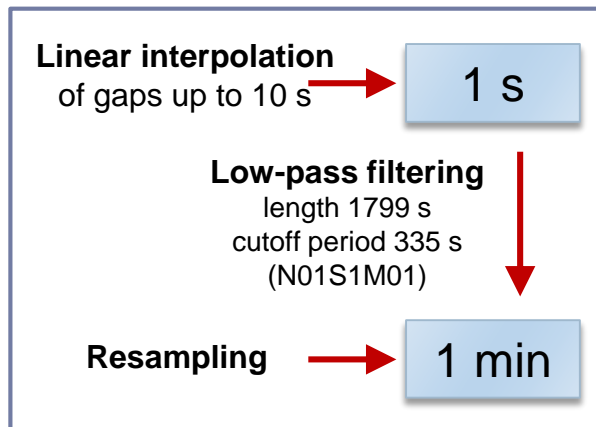 Linear interpolation
of gaps up to 10 s
1 s
Low-pass filtering
length 1799 s
cutoff period 335 s
(N01S1M01)
Resampling
1 min